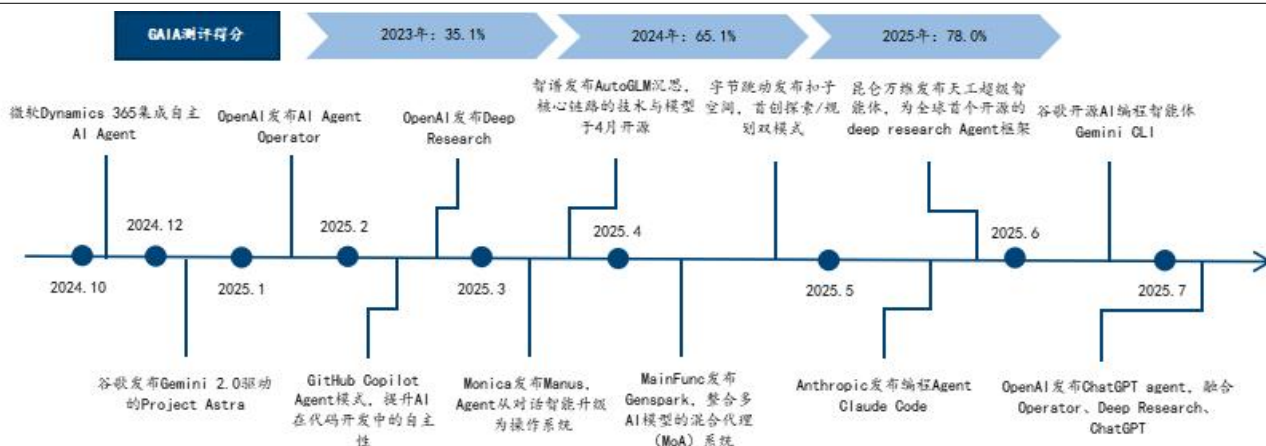 GAIA测评得分
2023年：35.1%
2024年：65.1%
2025年：78.0%
微软Dynamics 365集成自主
AI Agent
OpenAI发布AI Agent
Operator
OpenAI发布Deep
Research
智谱发布AutoGLM沉思，
核心链路的技术与模型
于4月开源
字节跳动发布扣子
空间，首创探索/规
划双模式
昆仑万维发布天工超级智
能体，为全球首个开源的
deep research Agent框架
谷歌开源AI编程智能体
Gemini CLI
2024.10
2024.12
2025.1
2025.2
2025.3
2025.4
2025.5
2025.6
2025.7
谷歌发布Gemini 2.0驱动
的Project Astra
GitHub Copilot
Agent模式，提升AI
在代码开发中的自主
性
Monica发布Manus，
Agent从对话智能升级
为操作系统
MainFunc发布
Genspark，整合多
AI模型的混合代理
（MoA）系统
Anthropic发布编程Agent
Claude Code
OpenAI发布ChatGPT agent，融合
Operator、Deep Research、
ChatGPT